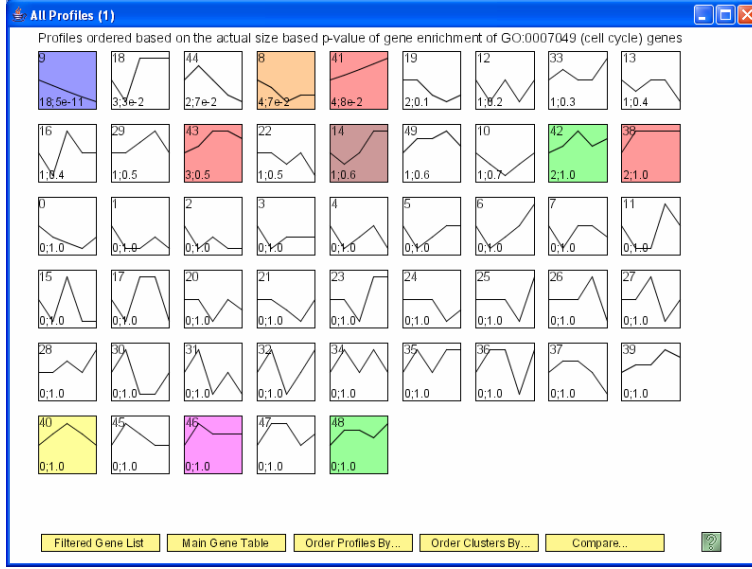 All Profiles (1)
Profiles ordered based on the actual size based p-value of gene enrichment of GO:0007049 (cell cycle) genes
9 18 44 8 41 19 12 33 13
18;5e-11 3;3e-2 2;7e-2 4;7e-2 4;8e-2 2;0.1 1;0.2 1;0.3 1;0.4
16 29 43 22 14 49 10 42 38
1;0.4 1;0.5 3;0.5 1;0.5 1;0.6 1;0.6 1;0.7 2;1.0 2;1.0
0 1 2 3 4 5 6 7 11
0;1.0 0;1.0 0;1.0 0;1.0 0;1.0 0;1.0 0;1.0 0;1.0 0;1.0
15 17 20 21 23 24 25 26 27
0;1.0 0;1.0 0;1.0 0;1.0 0;1.0 0;1.0 0;1.0 0;1.0 0;1.0
28 30 31 32 34 35 36 37 39
0;1.0 0;1.0 0;1.0 0;1.0 0;1.0 0;1.0 0;1.0 0;1.0 0;1.0
40 45 46 47 48
0;1.0 0;1.0 0;1.0 0;1.0 0;1.0
Filtered Gene List Main Gene Table Order Profiles By... Order Clusters By... Compare... ?